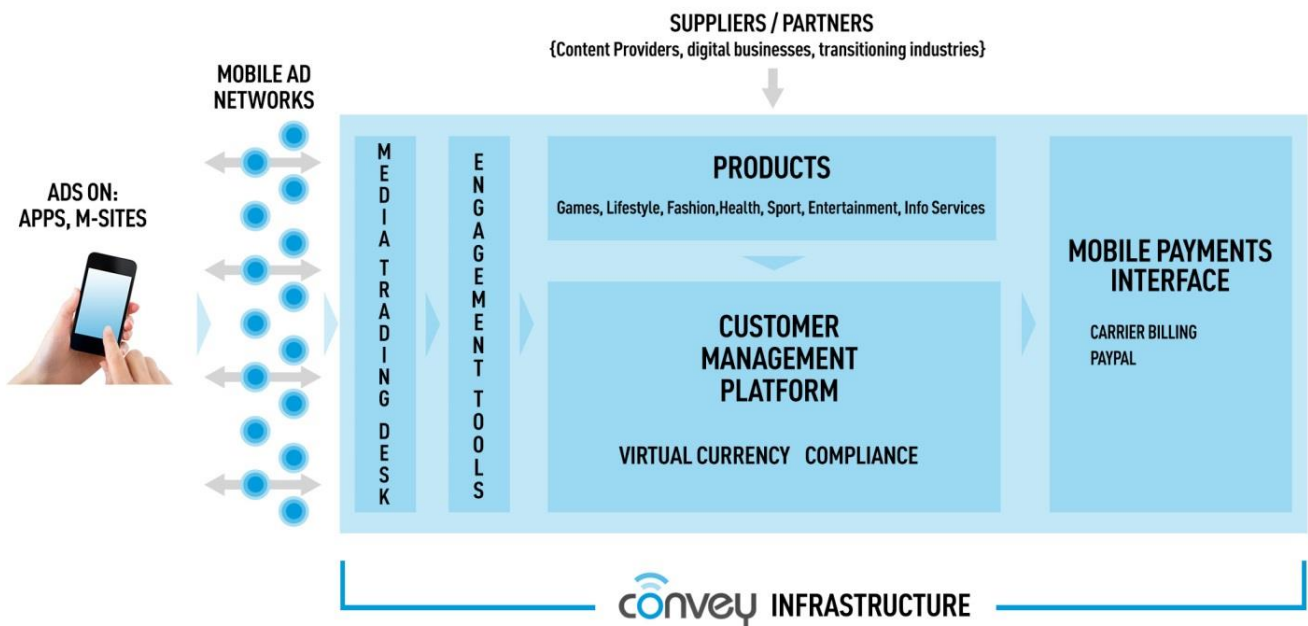 SUPPLIERS / PARTNERS
{Content Providers, digital businesses, transitioning industries}
MOBILE AD
NETWORKS
ADS ON:
APPS, M-SITES
MEDIA TRADING DESK
ENGAGEMENT TOOLS
PRODUCTS
Games, Lifestyle, Fashion,Health, Sport, Entertainment, Info Services
CUSTOMER
MANAGEMENT
PLATFORM
VIRTUAL CURRENCY COMPLIANCE
MOBILE PAYMENTS
INTERFACE
CARRIER BILLING
PAYPAL
convey INFRASTRUCTURE